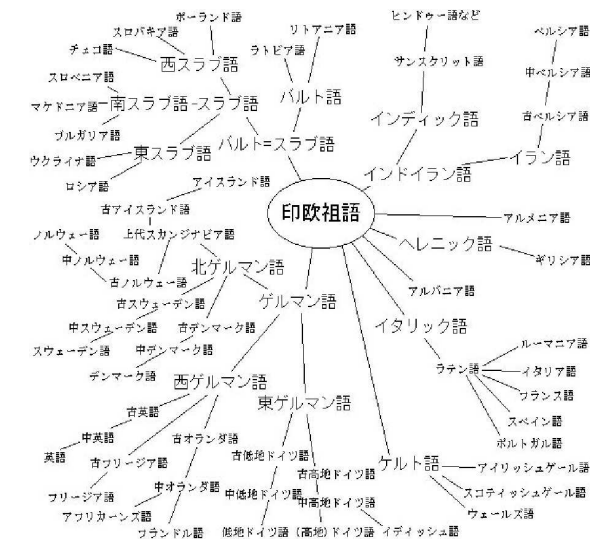 ポーランド語
スロバキア語
チェコ語
西スラブ語
スロベニア語
マケドニア語
南スラブ語
スラブ語
ブルガリア語
ウクライナ語
東スラブ語
ロシア語
リトアニア語
ラトビア語
バルト語
バルト=スラブ語
ヒンドゥー語など
サンスタリット語
インディック語
インドイラン語
ペルシア語
中ペルシア語
古ペルシア語
イラン語
印欧祖語
アルメニア語
ヘレニック語
ギリシア語
アルバニア語
イタリック語
ラテン語
ルーマニア語
イタリア語
フランス語
スペイン語
ポルトガル語
ケルト語
アイリッシュゲール語
スコティッシュゲール語
ウェールズ語
アイスランド語
古アイスランド語
上代スカンジナビア語
ノルウェー語
中ノルウェー語
古ノルウェー語
北ゲルマン語
ゲルマン語
古スウェーデン語
中スウェーデン語
スウェーデン語
古デンマーク語
中デンマーク語
デンマーク語
西ゲルマン語
東ゲルマン語
古英語
中英語
英語
古フリージア語
フリージア語
古オランダ語
中オランダ語
アフリカーンズ語
フランドル語
古低地ドイツ語
中低地ドイツ語
低地ドイツ語
古高地ドイツ語
中高地ドイツ語
(高地)ドイツ語
イディッシュ語